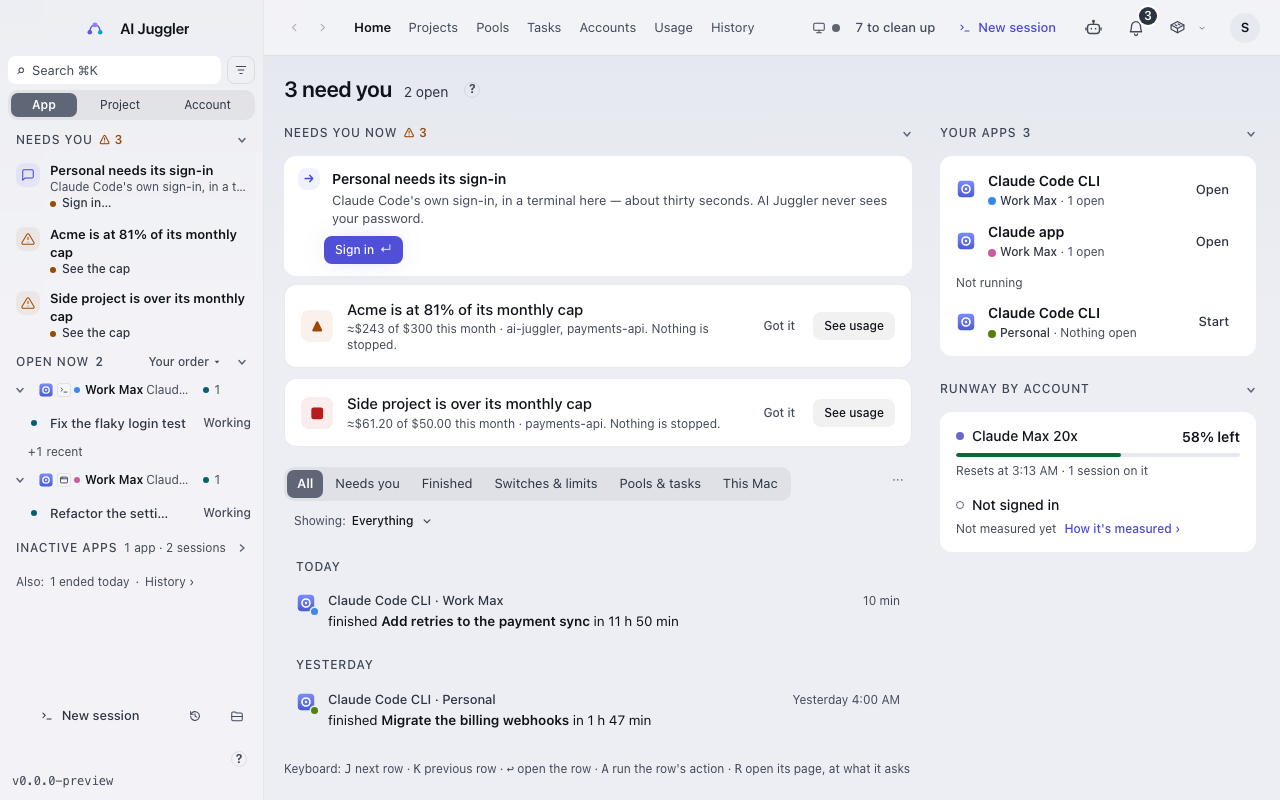 AI Juggler
Search ⌘K
App Project Account
NEEDS YOU 3
Personal needs its sign-in
Claude Code's own sign-in, in a t…
Sign in…
Acme is at 81% of its monthly
cap
See the cap
Side project is over its monthly
cap
See the cap
OPEN NOW 2 Your order
Work Max Claud… 1
Fix the flaky login test Working
+1 recent
Work Max Claud… 1
Refactor the setti… Working
INACTIVE APPS 1 app · 2 sessions
Also: 1 ended today · History ›
New session
?
v0.0.0-preview
Home Projects Pools Tasks Accounts Usage History
7 to clean up
New session
3
S
3 need you 2 open ?
NEEDS YOU NOW 3
Personal needs its sign-in
Claude Code's own sign-in, in a terminal here — about thirty seconds. AI Juggler never sees
your password.
Sign in ↵
Acme is at 81% of its monthly cap
≈$243 of $300 this month · ai-juggler, payments-api. Nothing is
stopped.
Got it See usage
Side project is over its monthly cap
≈$61.20 of $50.00 this month · payments-api. Nothing is stopped.
Got it See usage
All Needs you Finished Switches & limits Pools & tasks This Mac
…
Showing: Everything
TODAY
Claude Code CLI · Work Max 10 min
finished Add retries to the payment sync in 11 h 50 min
YESTERDAY
Claude Code CLI · Personal Yesterday 4:00 AM
finished Migrate the billing webhooks in 1 h 47 min
Keyboard: J next row · K previous row · ↩ open the row · A run the row's action · R open its page, at what it asks
YOUR APPS 3
Claude Code CLI
Work Max · 1 open
Open
Claude app
Work Max · 1 open
Open
Not running
Claude Code CLI
Personal · Nothing open
Start
RUNWAY BY ACCOUNT
Claude Max 20x 58% left
Resets at 3:13 AM · 1 session on it
Not signed in
Not measured yet How it's measured ›